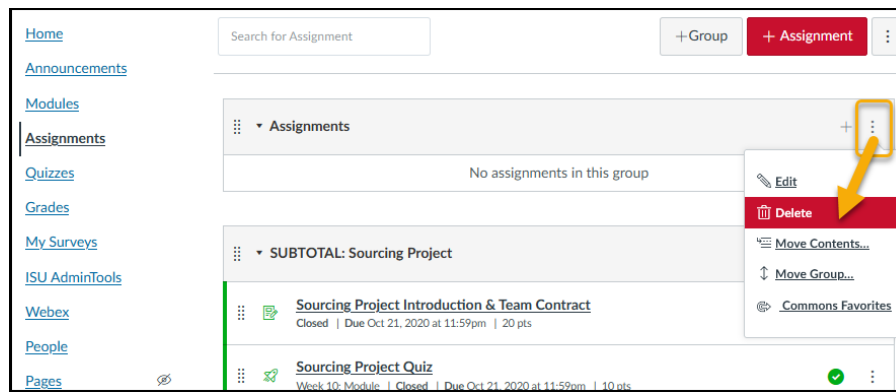 Home
Announcements
Modules
Assignments
Quizzes
Grades
My Surveys
ISU AdminTools
Webex
People
Pages
Search for Assignment
+Group
+ Assignment
Assignments
No assignments in this group
Edit
Delete
Move Contents...
Move Group...
Commons Favorites
SUBTOTAL: Sourcing Project
Sourcing Project Introduction & Team Contract
Closed | Due Oct 21, 2020 at 11:59pm | 20 pts
Sourcing Project Quiz
Week 10: Module | Closed | Due Oct 21, 2020 at 11:59pm | 10 pts